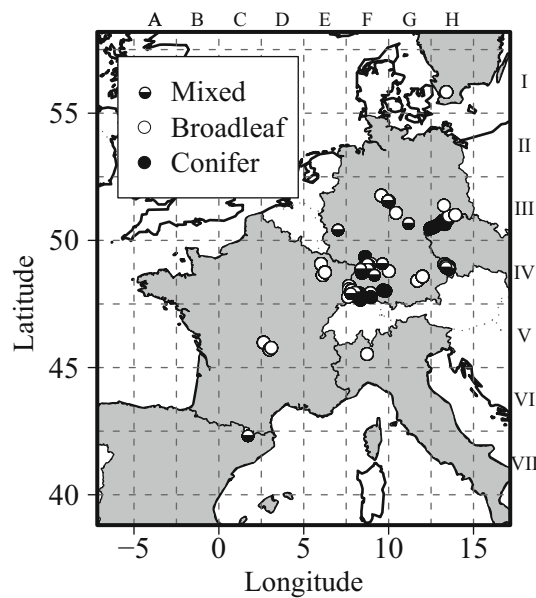 A B C D E F G H
I
II
III
IV
V
VI
VII
Mixed
Broadleaf
Conifer
55
50
45
40
Latitude
−5 0 5 10 15
Longitude